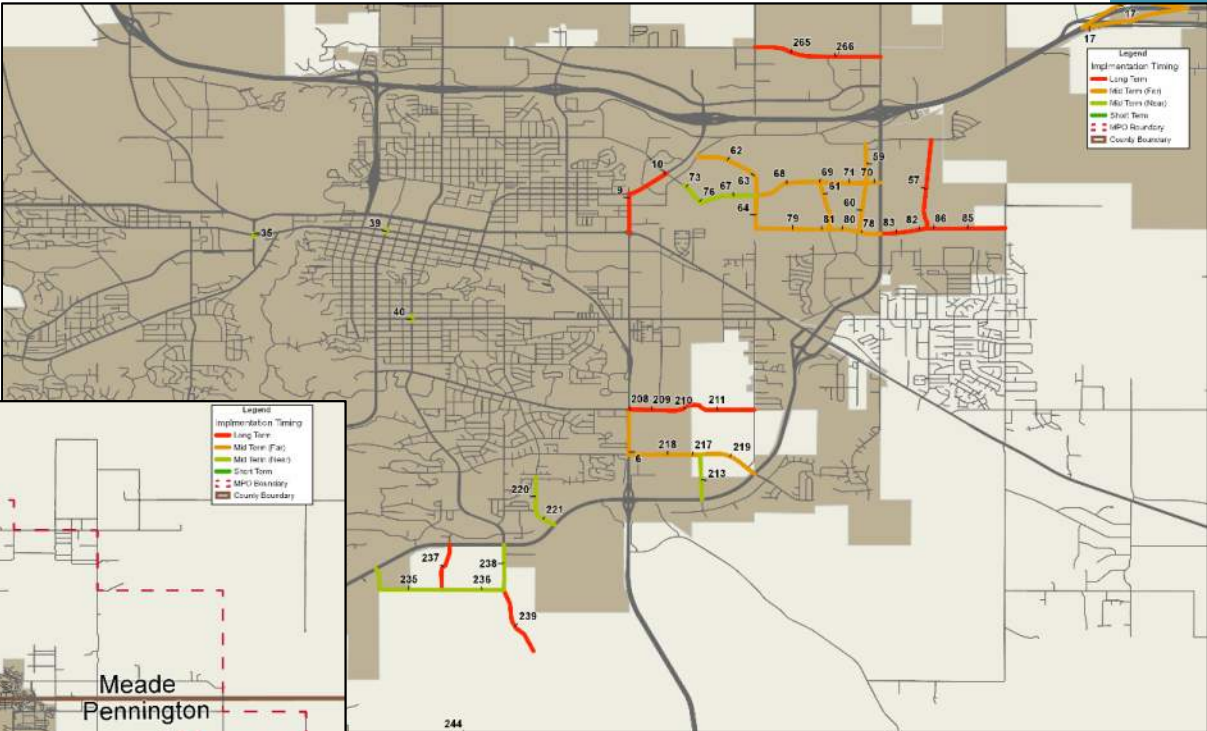 17
17
Legend
Implmentation Timing
Long Term
Mid Term (Far)
Mid Term (Near)
Short Term
MPO Boundary
County Boundary
265
266
10
62
59
9
73
76
67
63
68
69
71
70
61
57
64
60
79
81
80
78
83
82
86
85
35
39
40
208
209
210
211
6
218
217
219
213
220
221
237
238
235
236
239
244
Legend
Implmentation Timing
Long Term
Mid Term (Far)
Mid Term (Near)
Short Term
MPO Boundary
County Boundary
Meade
Pennington